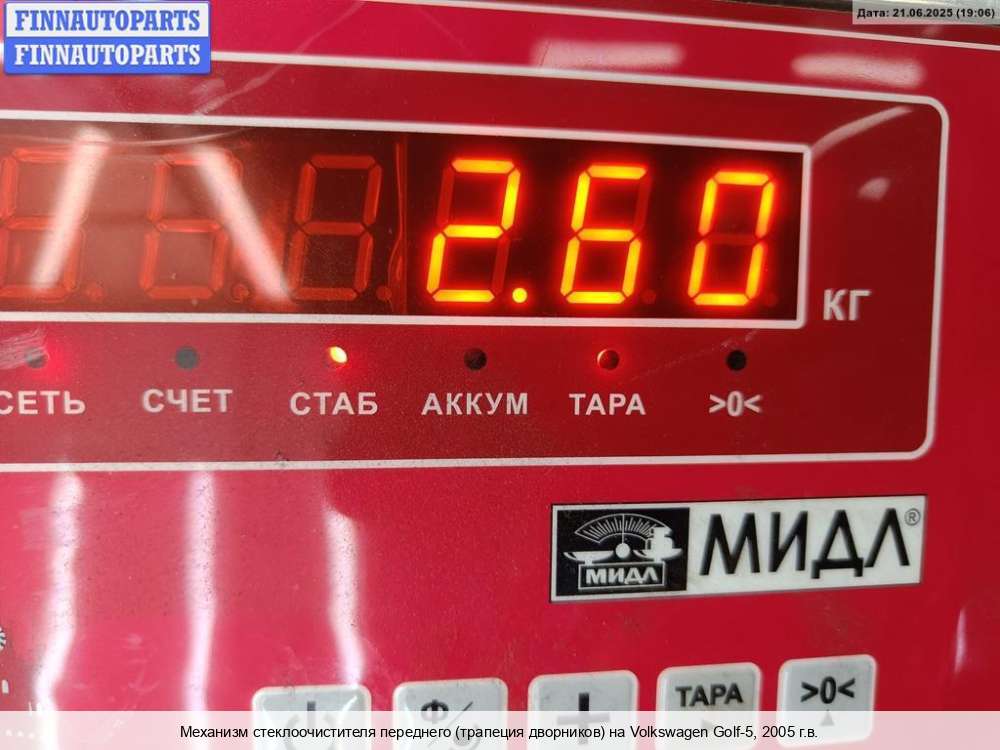 FINNAUTOPARTS
FINNAUTOPARTS
Дата: 21.06.2025 (19:06)
2.60
КГ
СЕТЬ СЧЕТ СТАБ АККУМ ТАРА >0<
МИДЛ МИДЛ®
ТАРА >0<
Механизм стеклоочистителя переднего (трапеция дворников) на Volkswagen Golf-5, 2005 г.в.